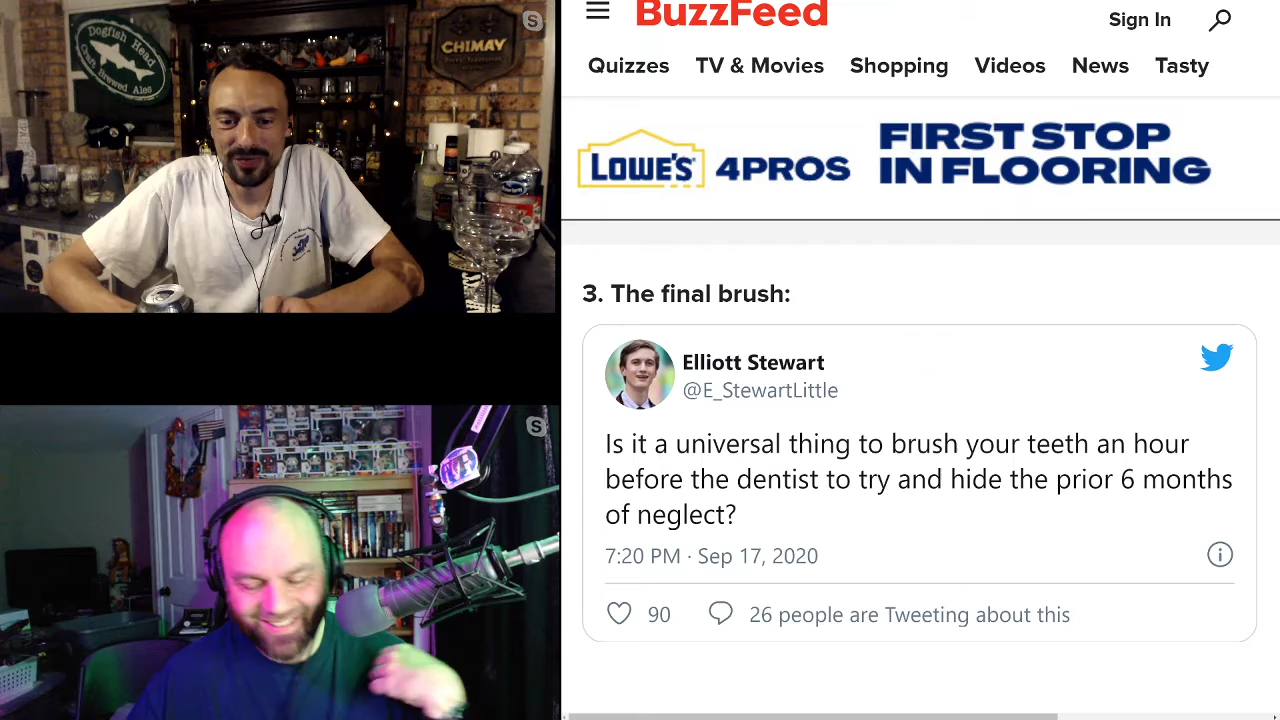 Dogfish Head
Craft Brewed Ales
CHIMAY
S
S
BuzzFeed
Sign In
Quizzes TV & Movies Shopping Videos News Tasty
LOWE'S 4PROS
FIRST STOP
IN FLOORING
3. The final brush:
Elliott Stewart
@E_StewartLittle
Is it a universal thing to brush your teeth an hour
before the dentist to try and hide the prior 6 months
of neglect?
7:20 PM · Sep 17, 2020
90 26 people are Tweeting about this